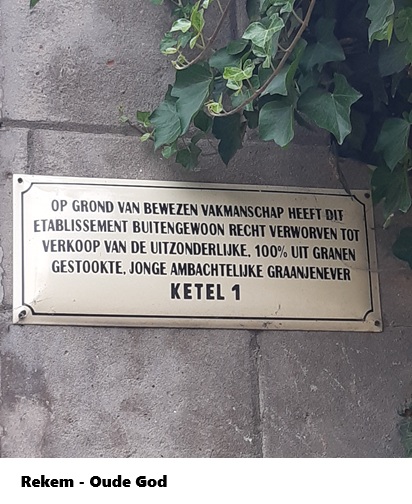 OP GROND VAN BEWEZEN VAKMANSCHAP HEEFT DIT
ETABLISSEMENT BUITENGEWOON RECHT VERWORVEN TOT
VERKOOP VAN DE UITZONDERLIJKE, 100% UIT GRANEN
GESTOOKTE, JONGE AMBACHTELIJKE GRAANJENEVER
KETEL 1
Rekem - Oude God